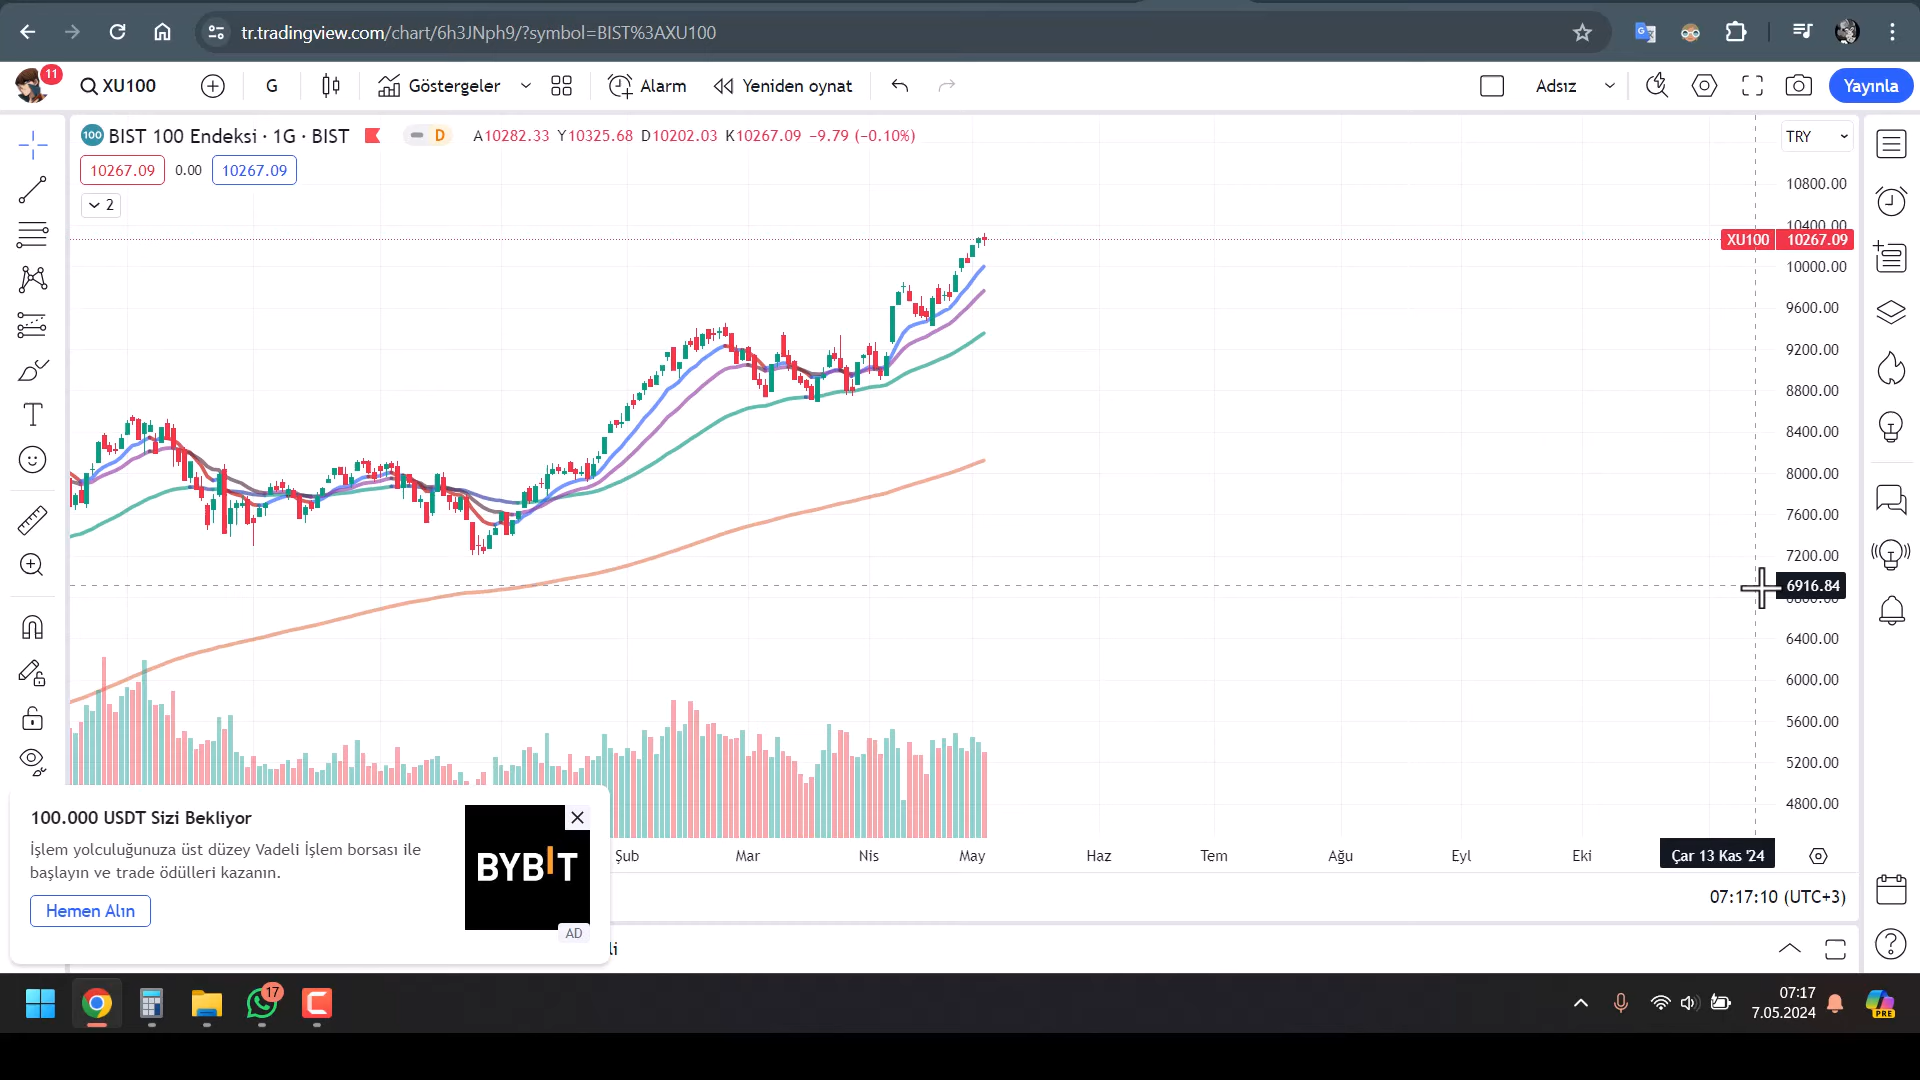 tr.tradingview.com/chart/6h3JNph9/?symbol=BIST%3AXU100
11
XU100
G
Göstergeler
Alarm
Yeniden oynat
Adsız
Yayınla
100 BIST 100 Endeksi · 1G · BIST
D
A10282.33 Y10325.68 D10202.03 K10267.09 −9.79 (−0.10%)
TRY
10267.09 0.00 10267.09
2
10800.00
10400.00
XU100 10267.09
10000.00
9600.00
9200.00
8800.00
8400.00
8000.00
7600.00
7200.00
6916.84
6800.00
6400.00
6000.00
5600.00
5200.00
4800.00
Şub Mar Nis May Haz Tem Ağu Eyl Eki Çar 13 Kas '24
100.000 USDT Sizi Bekliyor
İşlem yolculuğunuza üst düzey Vadeli İşlem borsası ile
başlayın ve trade ödülleri kazanın.
Hemen Alın
BYBIT
AD
07:17:10 (UTC+3)
17
07:17
7.05.2024
PRE